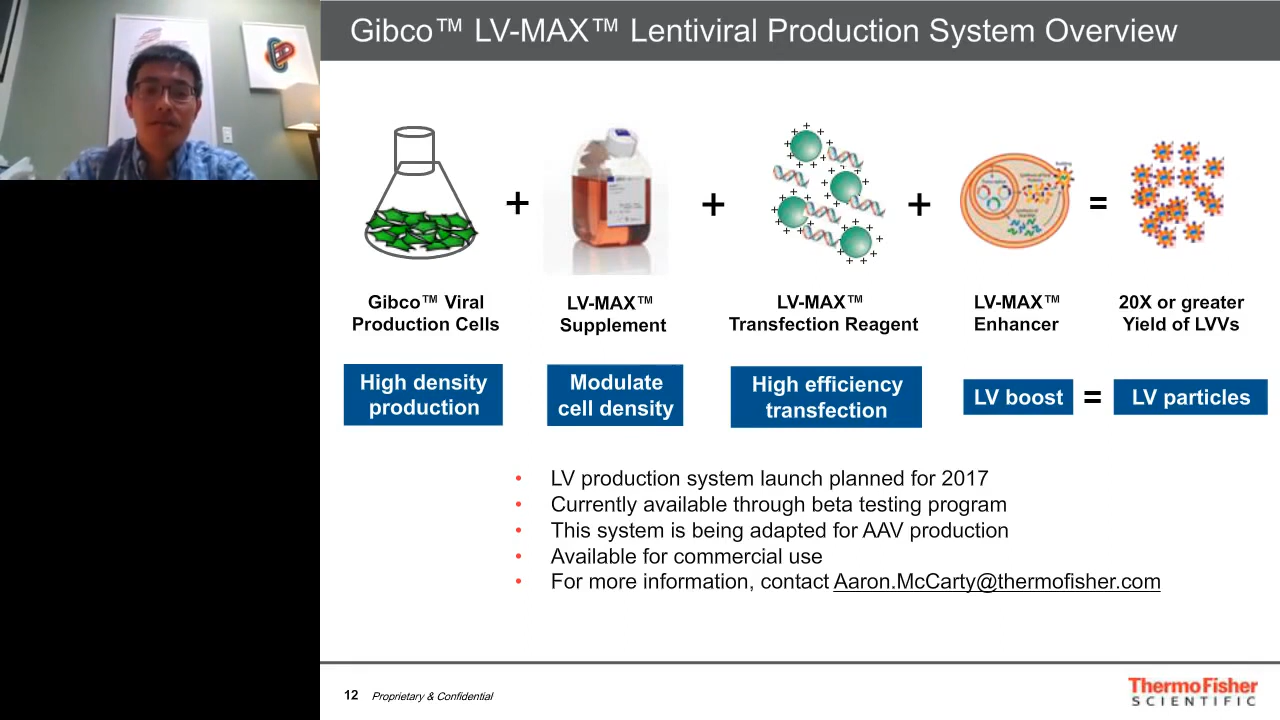 Gibco™ LV-MAX™ Lentiviral Production System Overview
+ + + =
Gibco™ Viral
Production Cells
LV-MAX™
Supplement
LV-MAX™
Transfection Reagent
LV-MAX™
Enhancer
20X or greater
Yield of LVVs
High density
production
Modulate
cell density
High efficiency
transfection
LV boost
=
LV particles
• LV production system launch planned for 2017
• Currently available through beta testing program
• This system is being adapted for AAV production
• Available for commercial use
• For more information, contact Aaron.McCarty@thermofisher.com
12 Proprietary & Confidential
ThermoFisher
SCIENTIFIC